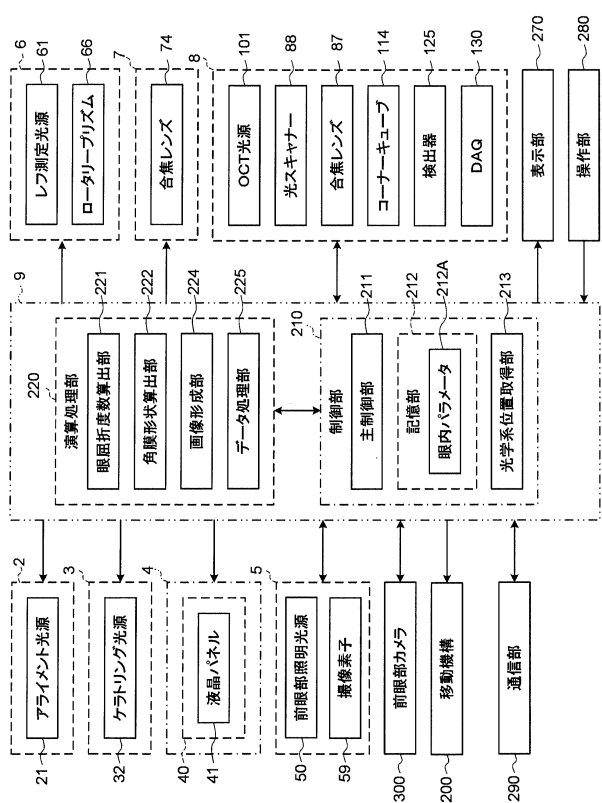 2
アライメント光源
21
3
ケラトリング光源
32
4
液晶パネル
40
41
5
前眼部照明光源
50
撮像素子
59
前眼部カメラ
300
移動機構
200
通信部
290
9
220
演算処理部
眼屈折度数算出部
221
角膜形状算出部
222
画像形成部
224
データ処理部
225
210
制御部
主制御部
211
記憶部
212
眼内パラメータ
212A
光学系位置取得部
213
6
レフ測定光源
61
ロータリープリズム
66
7
合焦レンズ
74
8
OCT光源
101
光スキャナー
88
合焦レンズ
87
コーナーキューブ
114
検出器
125
DAQ
130
表示部
270
操作部
280